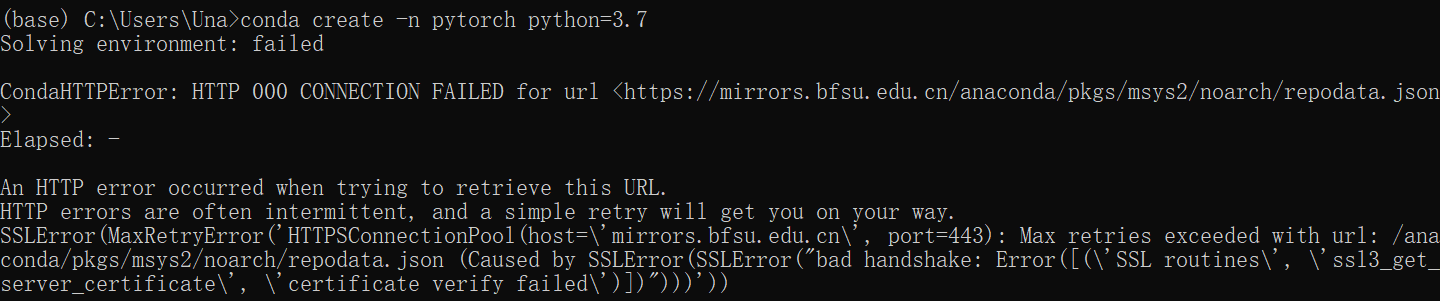 (base) C:\Users\Una>conda create -n pytorch python=3.7
Solving environment: failed
CondaHTTPError: HTTP 000 CONNECTION FAILED for url <https://mirrors.bfsu.edu.cn/anaconda/pkgs/msys2/noarch/repodata.json
>
Elapsed: -
An HTTP error occurred when trying to retrieve this URL.
HTTP errors are often intermittent, and a simple retry will get you on your way.
SSLError(MaxRetryError('HTTPSConnectionPool(host=\'mirrors.bfsu.edu.cn\', port=443): Max retries exceeded with url: /ana
conda/pkgs/msys2/noarch/repodata.json (Caused by SSLError(SSLError("bad handshake: Error([(\'SSL routines\', \'ssl3_get_
server_certificate\', \'certificate verify failed\')])")))'))